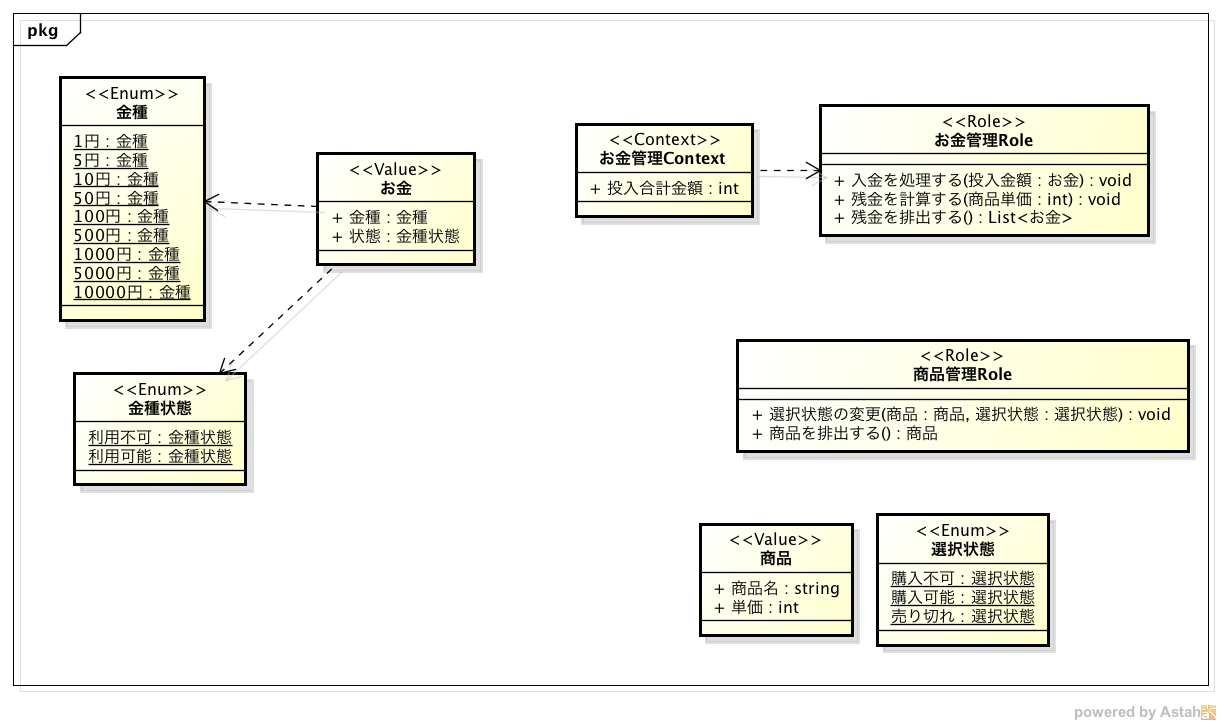 pkg
<<Enum>>
金種
1円 : 金種
5円 : 金種
10円 : 金種
50円 : 金種
100円 : 金種
500円 : 金種
1000円 : 金種
5000円 : 金種
10000円 : 金種
<<Value>>
お金
+ 金種 : 金種
+ 状態 : 金種状態
<<Enum>>
金種状態
利用不可 : 金種状態
利用可能 : 金種状態
<<Context>>
お金管理Context
+ 投入合計金額 : int
<<Role>>
お金管理Role
+ 入金を処理する(投入金額 : お金) : void
+ 残金を計算する(商品単価 : int) : void
+ 残金を排出する() : List<お金>
<<Role>>
商品管理Role
+ 選択状態の変更(商品 : 商品, 選択状態 : 選択状態) : void
+ 商品を排出する() : 商品
<<Value>>
商品
+ 商品名 : string
+ 単価 : int
<<Enum>>
選択状態
購入不可 : 選択状態
購入可能 : 選択状態
売り切れ : 選択状態
powered by Astah